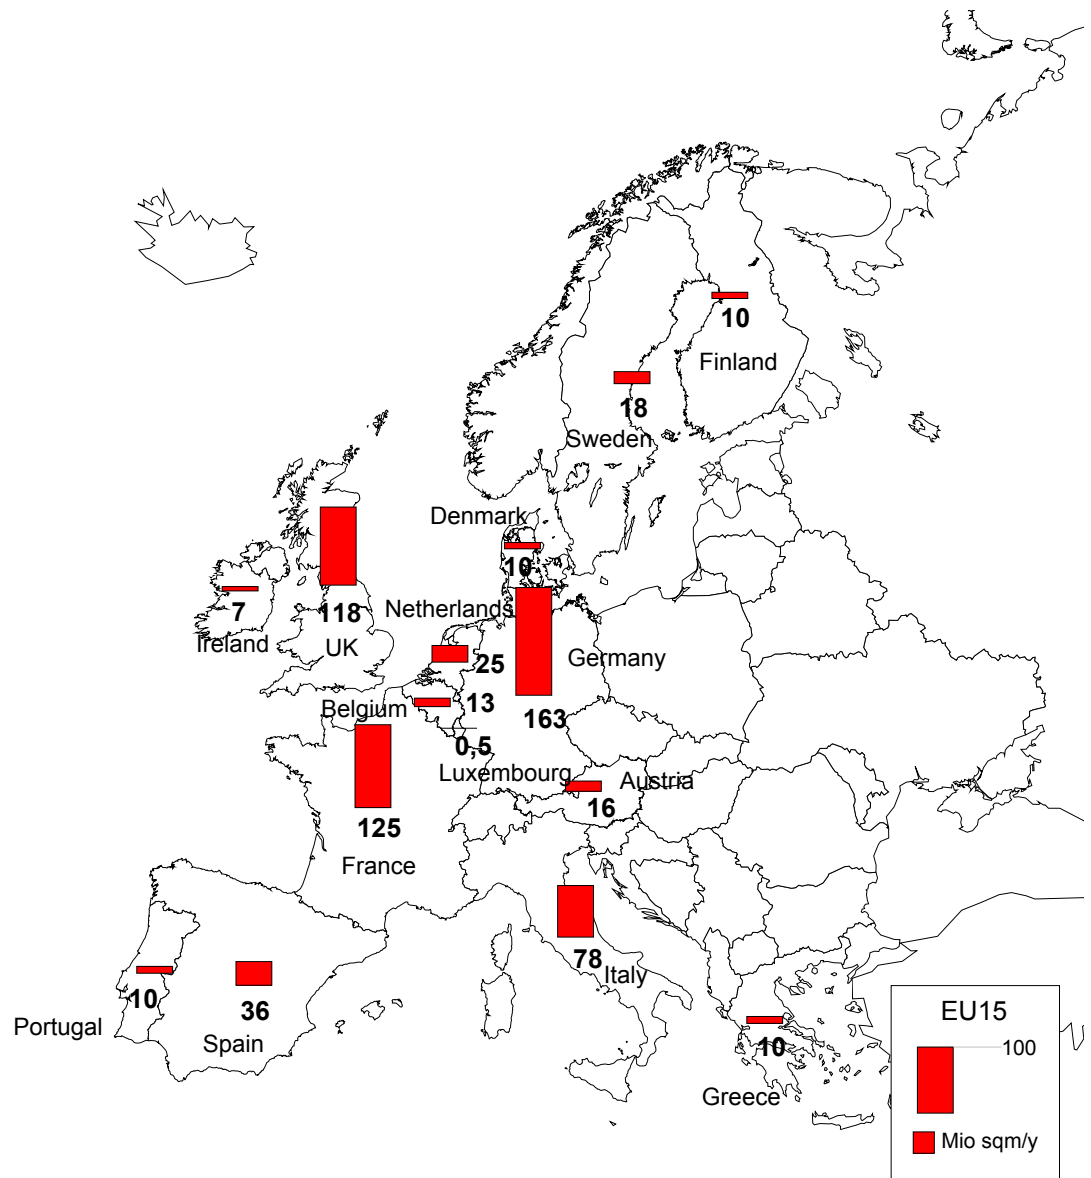 10
Finland
18
Sweden
Denmark
10
7
Ireland
118
UK
Netherlands
25
Germany
163
Belgium
13
0,5
Luxembourg
Austria
16
125
France
78
Italy
10
Portugal
36
Spain
10
Greece
EU15
100
Mio sqm/y